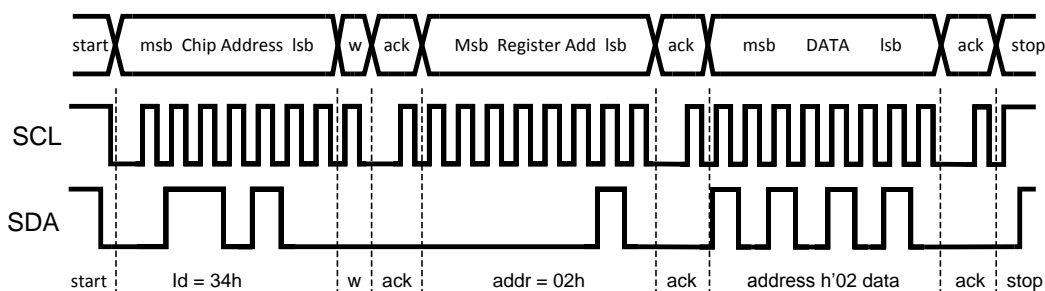 start msb Chip Address lsb w ack Msb Register Add lsb ack msb DATA lsb ack stop
SCL
SDA
start Id = 34h w ack addr = 02h ack address h'02 data ack stop